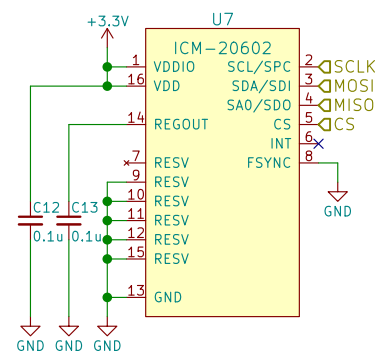 +3.3V
U7
ICM-20602
1 VDDIO SCL/SPC 2 SCLK
16 VDD SDA/SDI 3 MOSI
SA0/SDO 4 MISO
14 REGOUT CS 5 CS
INT 6
7 RESV FSYNC 8
9 RESV
10 RESV
11 RESV
12 RESV
15 RESV
13 GND
C12 C13
0.1u 0.1u
GND
GND GND GND